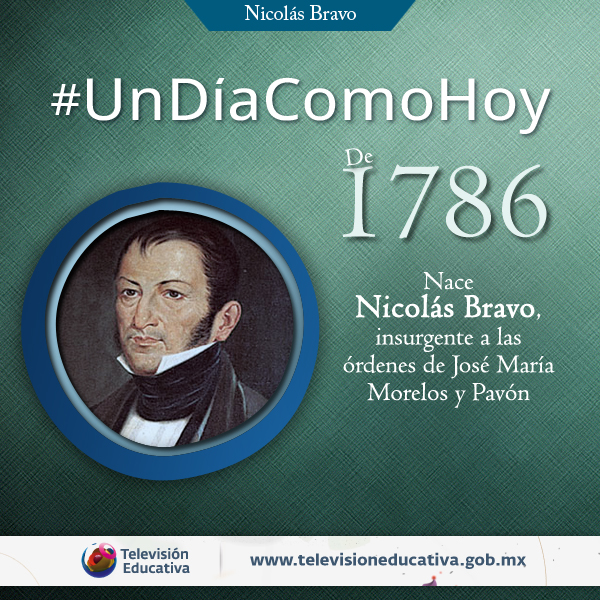 Nicolás Bravo
#UnDíaComoHoy
De
1786
Nace
Nicolás Bravo,
insurgente a las
órdenes de José María
Morelos y Pavón
Televisión
Educativa
www.televisioneducativa.gob.mx